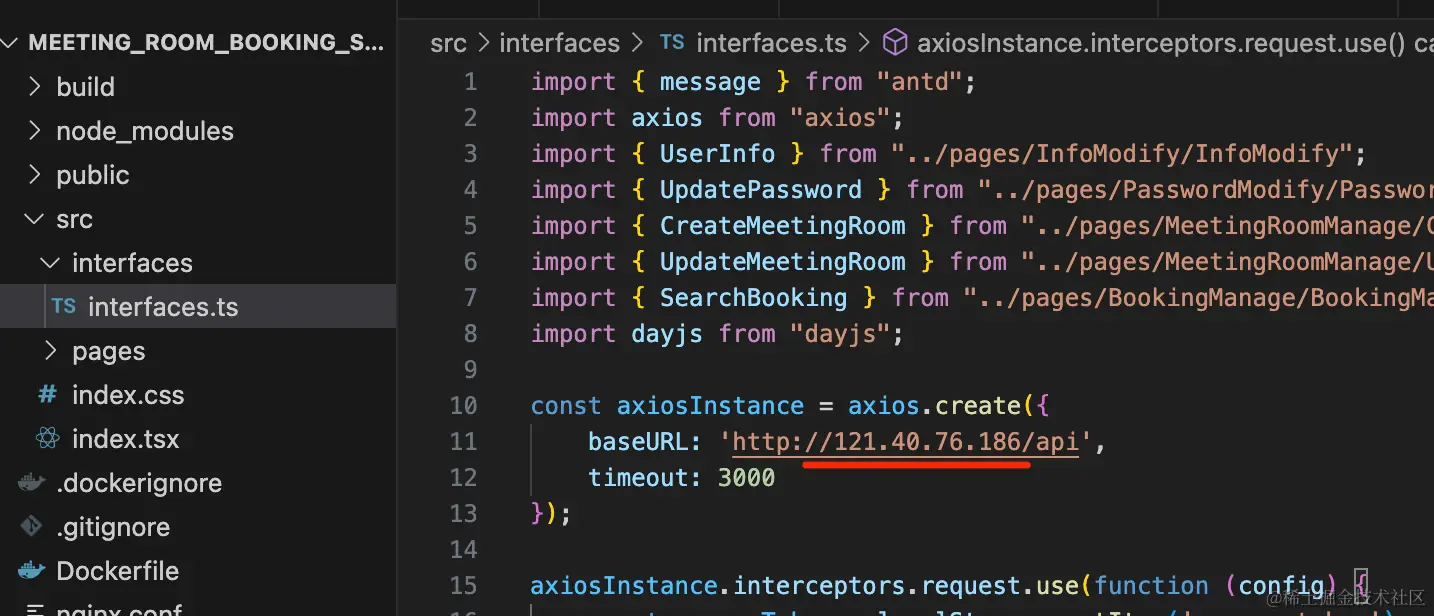 MEETING_ROOM_BOOKING_S...
build
node_modules
public
src
interfaces
TS interfaces.ts
pages
# index.css
index.tsx
.dockerignore
.gitignore
Dockerfile
nginx.conf
src > interfaces > TS interfaces.ts > axiosInstance.interceptors.request.use() ca
1 import { message } from "antd";
2 import axios from "axios";
3 import { UserInfo } from "../pages/InfoModify/InfoModify";
4 import { UpdatePassword } from "../pages/PasswordModify/Passwor
5 import { CreateMeetingRoom } from "../pages/MeetingRoomManage/C
6 import { UpdateMeetingRoom } from "../pages/MeetingRoomManage/U
7 import { SearchBooking } from "../pages/BookingManage/BookingMa
8 import dayjs from "dayjs";
9
10 const axiosInstance = axios.create({
11 baseURL: 'http://121.40.76.186/api',
12 timeout: 3000
13 });
14
15 axiosInstance.interceptors.request.use(function (config) {
@稀土掘金技术社区